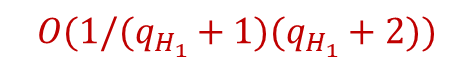 O(1/(q_{H_1} + 1)(q_{H_1} + 2))